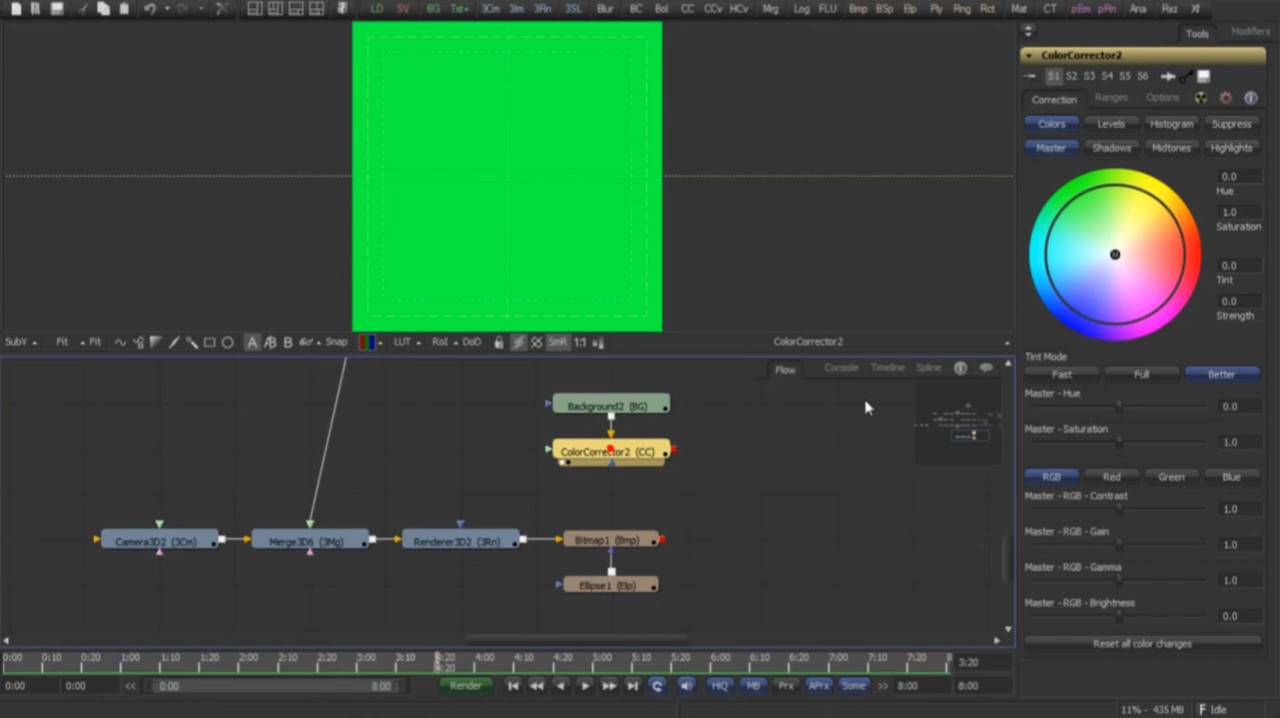 LD SV BG Txt+ 3Cm 3Im 3Rn 3SL Blur BC Bol CC CCv HCv Mrg Log FLU Bmp BSp Elp Ply Rng Rct Mat CT pEm pRn Ana Rsz Xf
Tools Modifiers
ColorCorrector2
S1 S2 S3 S4 S5 S6
Correction Ranges Options
Colors Levels Histogram Suppress
Master Shadows Midtones Highlights
0.0
Hue
1.0
Saturation
0.0
Tint
0.0
Strength
SubV Fit Fit A B Snap LUT RoI DoD SmR 1:1 ColorCorrector2
Tint Mode
Fast Full Better
Master - Hue 0.0
Master - Saturation 1.0
RGB Red Green Blue
Master - RGB - Contrast 1.0
Master - RGB - Gain 1.0
Master - RGB - Gamma 1.0
Master - RGB - Brightness 0.0
Reset all color changes
Flow Console Timeline Spline
Background2 (BG)
ColorCorrector2 (CC)
Camera3D2 (3Cm) Merge3D6 (3Mg) Renderer3D2 (3Rn) Bitmap1 (Bmp)
Ellipse1 (Elp)
0:00 0:10 0:20 1:00 1:10 1:20 2:00 2:10 2:20 3:00 3:10 3:20 4:00 4:10 4:20 5:00 5:10 5:20 6:00 6:10 6:20 7:00 7:10 7:20 8
3:20
0:00 0:00 << 0:00 8:00 Render HiQ MB Prx APrx Some >> 8:00 8:00
11% - 435 MB Idle